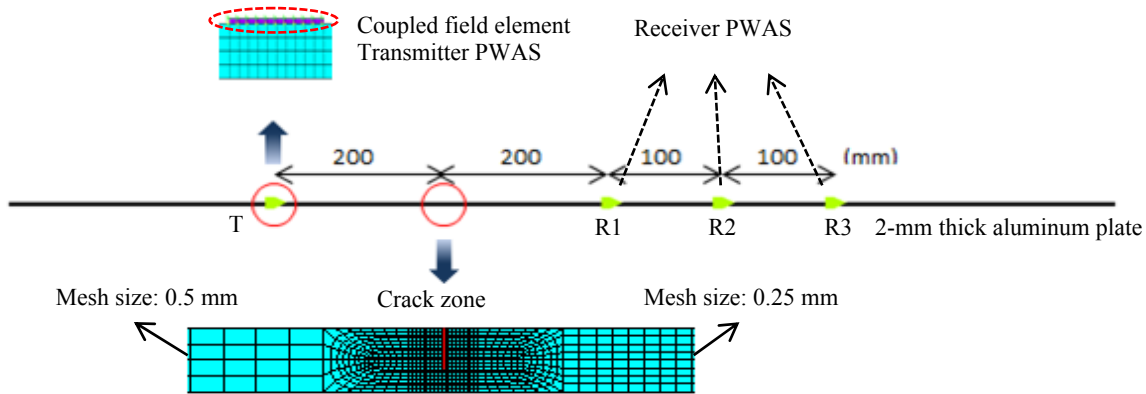 Coupled field element
Transmitter PWAS
Receiver PWAS
200
200
100
100
(mm)
T
R1
R2
R3
2-mm thick aluminum plate
Mesh size: 0.5 mm
Crack zone
Mesh size: 0.25 mm